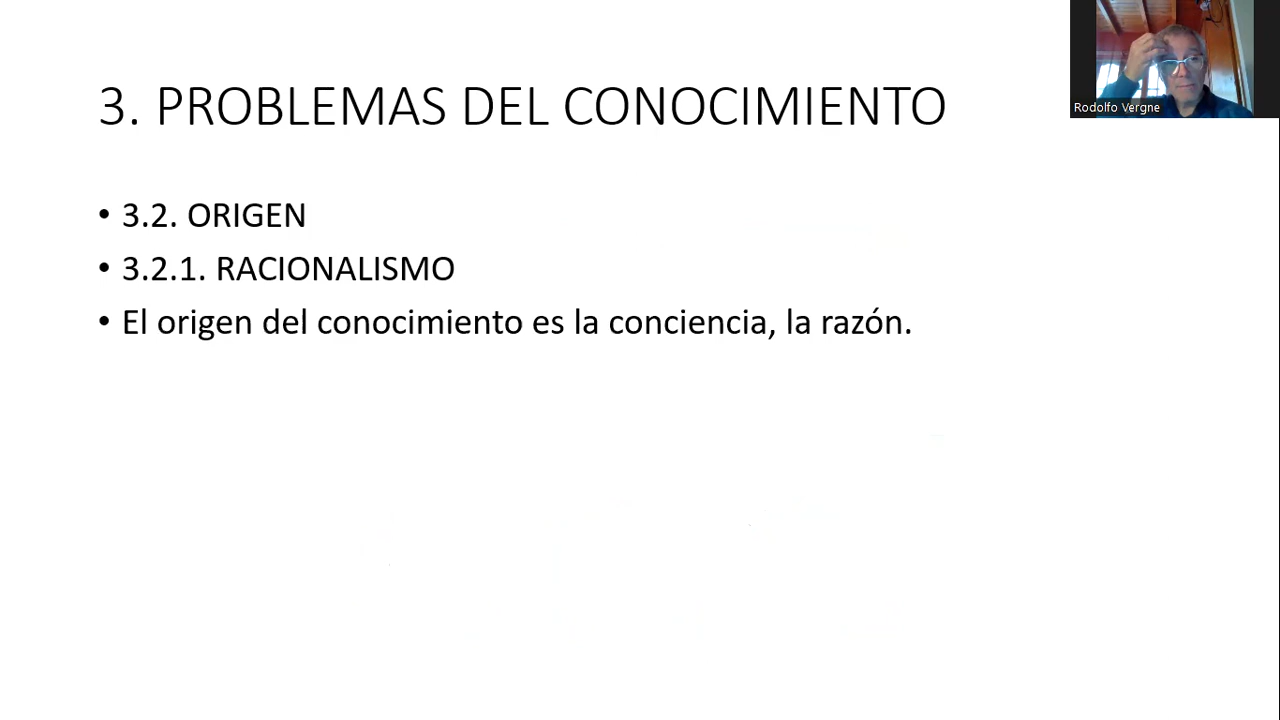 3. PROBLEMAS DEL CONOCIMIENTO
Rodolfo Vergne
• 3.2. ORIGEN
• 3.2.1. RACIONALISMO
• El origen del conocimiento es la conciencia, la razón.